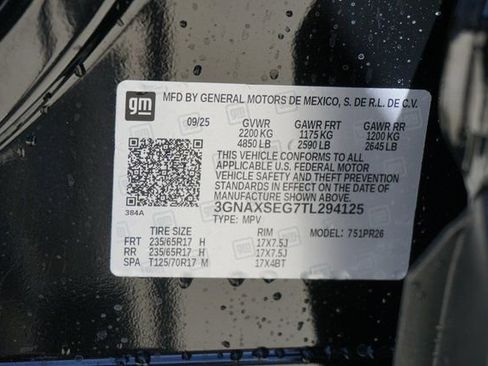 gm
MFD BY GENERAL MOTORS DE MEXICO, S. DE R.L. DE C.V.
09/25 GVWR GAWR FRT GAWR RR
2200 KG 1175 KG 1200 KG
4850 LB 2590 LB 2645 LB
THIS VEHICLE CONFORMS TO ALL
APPLICABLE U.S. FEDERAL MOTOR
VEHICLE SAFETY AND THEFT PREVENTION
STANDARDS IN EFFECT ON THE DATE OF
MANUFACTURE SHOWN ABOVE.
3GNAXSEG7TL294125
384A TYPE: MPV
TIRE SIZE RIM MODEL: 751PR26
FRT 235/65R17 H 17X7.5J
RR 235/65R17 H 17X7.5J
SPA T125/70R17 M 17X4BT